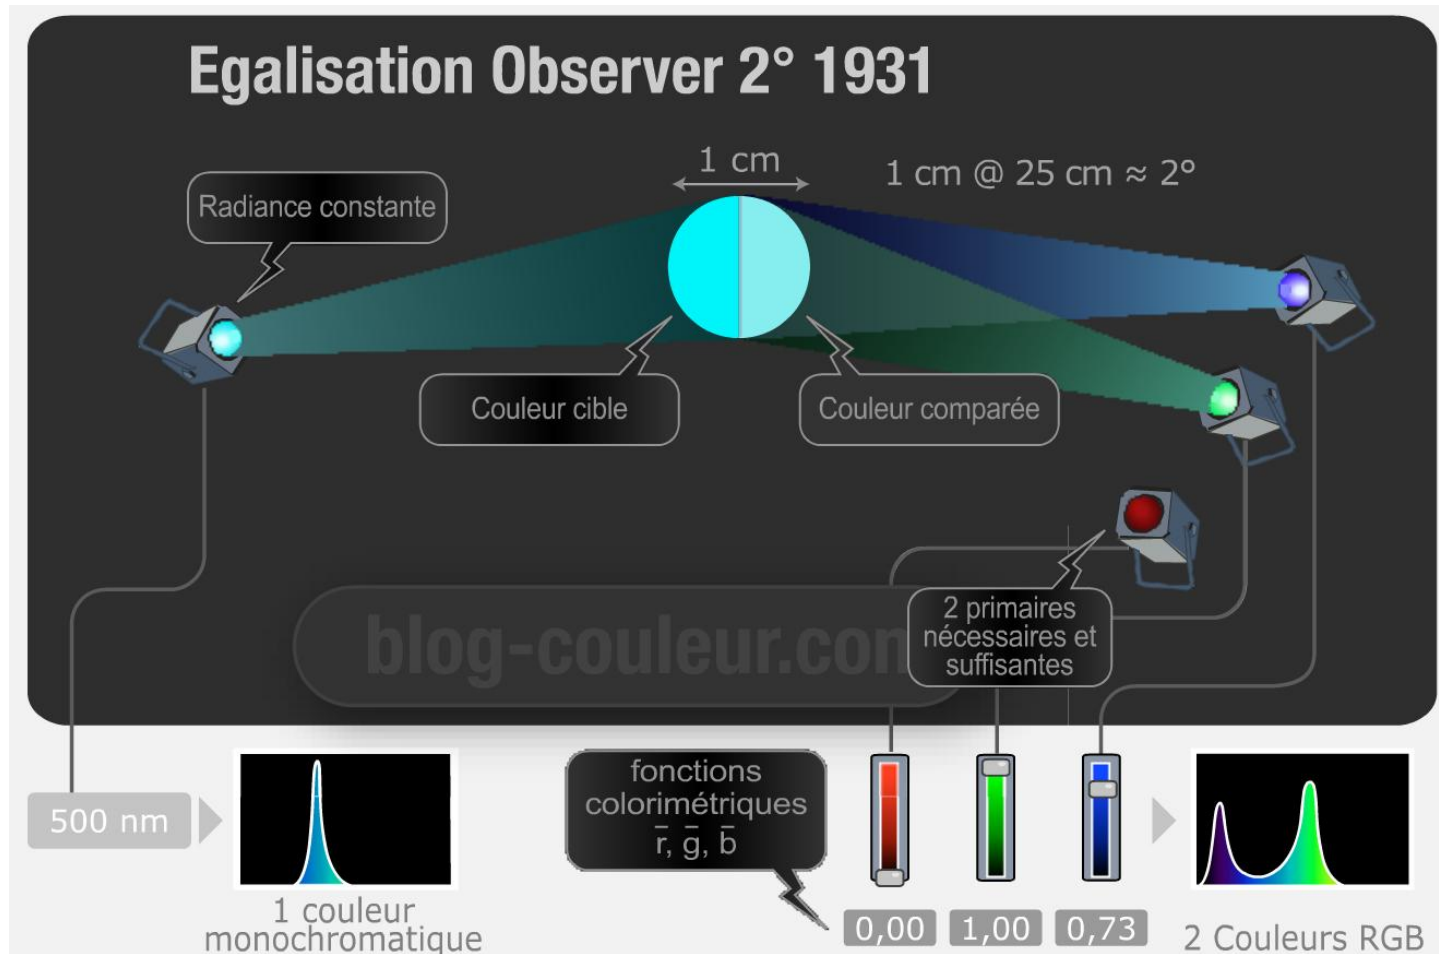 Egalisation Observer 2° 1931
1 cm
1 cm @ 25 cm ≈ 2°
Radiance constante
Couleur cible
Couleur comparée
2 primaires
nécessaires et
suffisantes
blog-couleur.com
fonctions
colorimétriques
r̄, ḡ, b̄
500 nm
1 couleur
monochromatique
0,00
1,00
0,73
2 Couleurs RGB